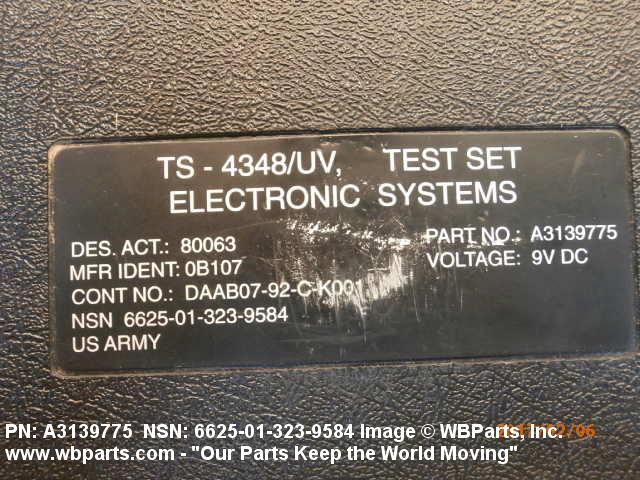 TS - 4348/UV, TEST SET
ELECTRONIC SYSTEMS
DES. ACT.: 80063
MFR IDENT: 0B107
CONT NO.: DAAB07-92-C-K001
NSN 6625-01-323-9584
US ARMY
PART NO.: A3139775
VOLTAGE: 9V DC
PN: A3139775 NSN: 6625-01-323-9584 Image © WBParts, Inc.
www.wbparts.com - "Our Parts Keep the World Moving"